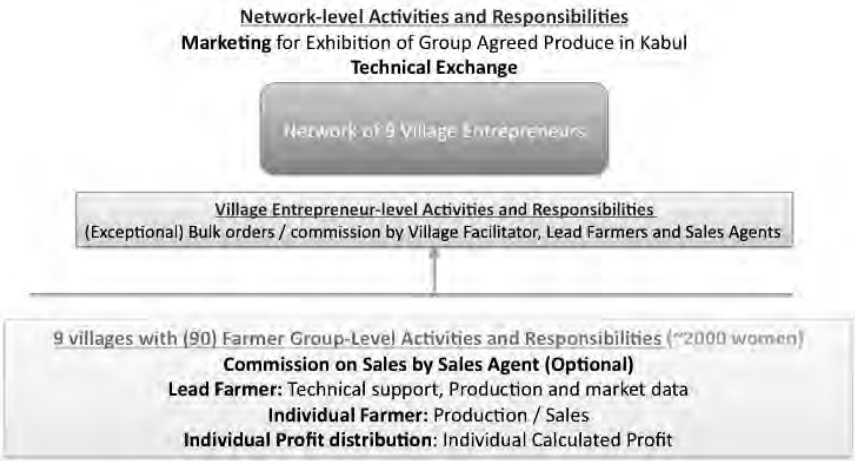 Network-level Activities and Responsibilities
Marketing for Exhibition of Group Agreed Produce in Kabul
Technical Exchange
Network of 9 Village Entrepreneurs
Village Entrepreneur-level Activities and Responsibilities
(Exceptional) Bulk orders / commission by Village Facilitator, Lead Farmers and Sales Agents
9 villages with (90) Farmer Group-Level Activities and Responsibilities (~2000 women)
Commission on Sales by Sales Agent (Optional)
Lead Farmer: Technical support, Production and market data
Individual Farmer: Production / Sales
Individual Profit distribution: Individual Calculated Profit